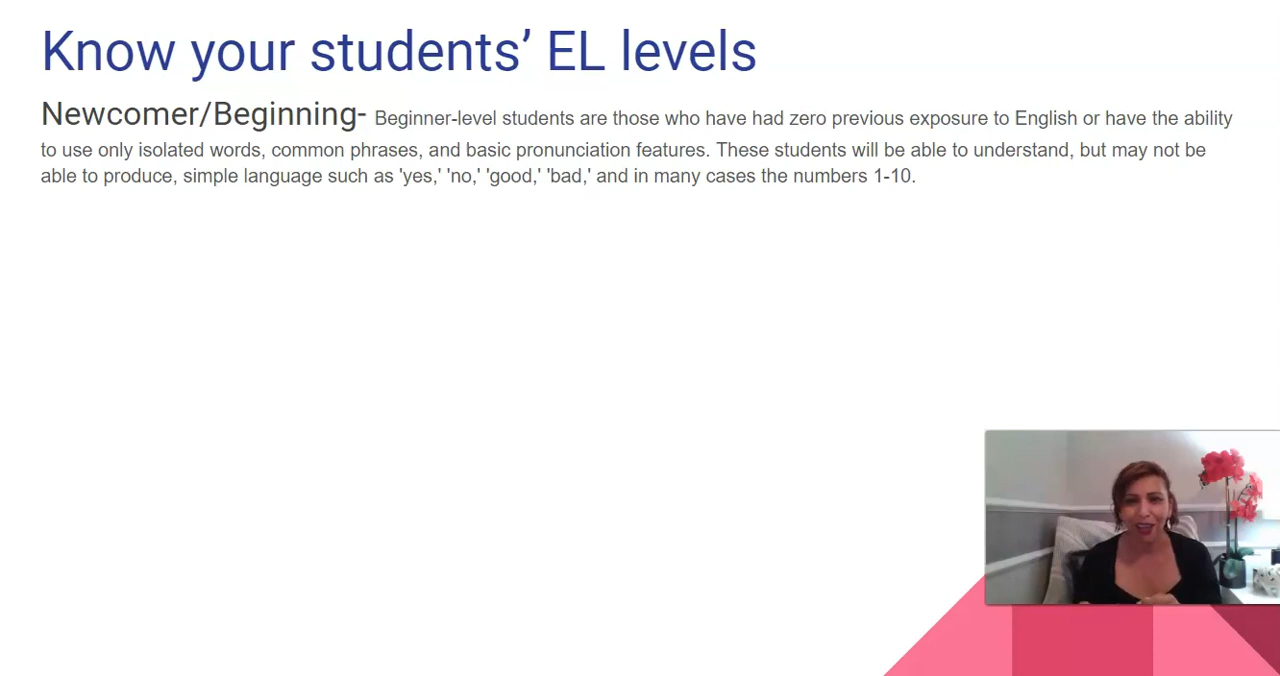 Know your students’ EL levels
Newcomer/Beginning- Beginner-level students are those who have had zero previous exposure to English or have the ability
to use only isolated words, common phrases, and basic pronunciation features. These students will be able to understand, but may not be
able to produce, simple language such as 'yes,' 'no,' 'good,' 'bad,' and in many cases the numbers 1-10.